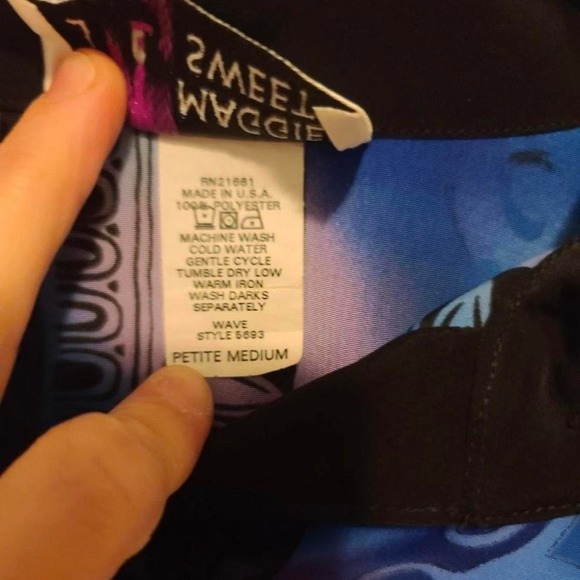 MAGGIE
SWEET
RN21661
MADE IN U.S.A.
100% POLYESTER
MACHINE WASH
COLD WATER
GENTLE CYCLE
TUMBLE DRY LOW
WARM IRON
WASH DARKS
SEPARATELY
WAVE
STYLE 5693
PETITE MEDIUM